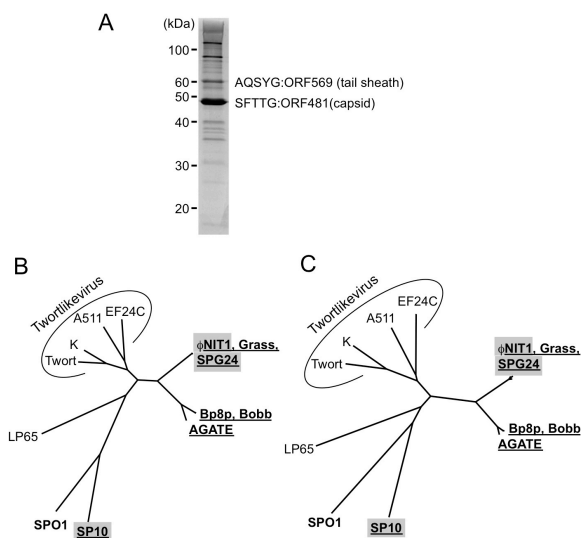 A
(kDa)
100
60
50
40
30
20
AQSYG:ORF569 (tail sheath)
SFTTG:ORF481(capsid)
B
Twortlikevirus
A511
EF24C
K
Twort
ϕNIT1, Grass,
SPG24
Bp8p, Bobb
AGATE
LP65
SPO1
SP10
C
Twortlikevirus
EF24C
A511
K
Twort
ϕNIT1, Grass,
SPG24
Bp8p, Bobb
AGATE
LP65
SPO1
SP10